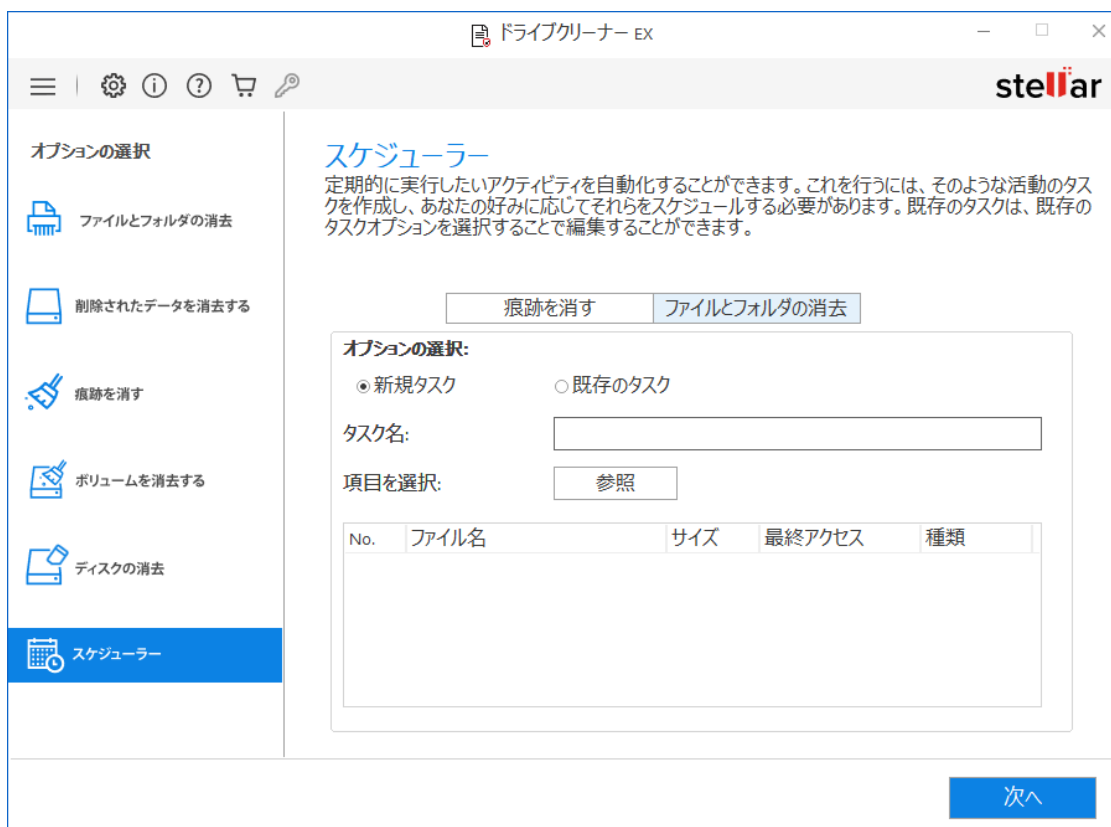 ドライブクリーナー EX
stellar
オプションの選択
ファイルとフォルダの消去
削除されたデータを消去する
痕跡を消す
ボリュームを消去する
ディスクの消去
スケジューラー
スケジューラー
定期的に実行したいアクティビティを自動化することができます。これを行うには、そのような活動のタス
クを作成し、あなたの好みに応じてそれらをスケジュールする必要があります。既存のタスクは、既存の
タスクオプションを選択することで編集することができます。
痕跡を消す ファイルとフォルダの消去
オプションの選択:
新規タスク 既存のタスク
タスク名:
項目を選択: 参照
No. ファイル名 サイズ 最終アクセス 種類
次へ